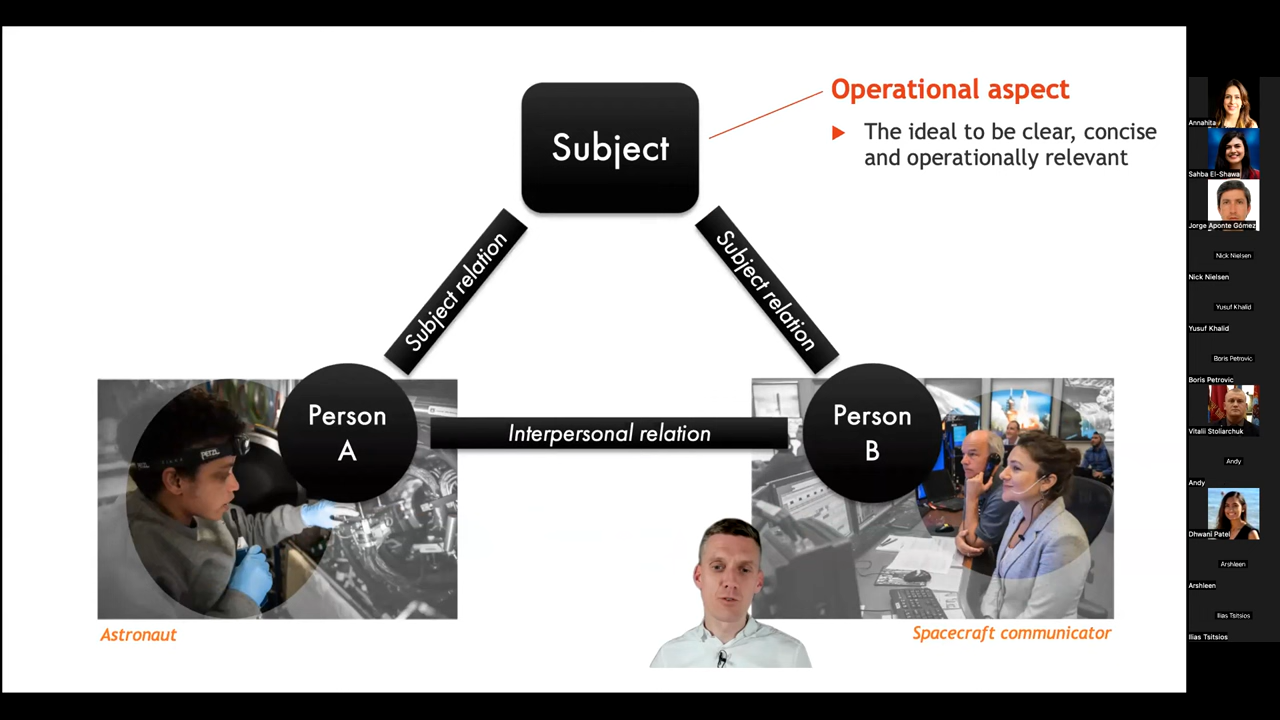 Operational aspect
The ideal to be clear, concise
and operationally relevant
Subject
Subject relation
Subject relation
Person
A
Interpersonal relation
Person
B
PETZL
Astronaut
Spacecraft communicator
Annahita
Sahba El-Shawa
Jorge Aponte Gómez
Nick Nielsen
Nick Nielsen
Yusuf Khalid
Yusuf Khalid
Boris Petrovic
Boris Petrovic
Vitalii Stoliarchuk
Andy
Andy
Dhwani Patel
Arshleen
Arshleen
Ilias Tsitsios
Ilias Tsitsios